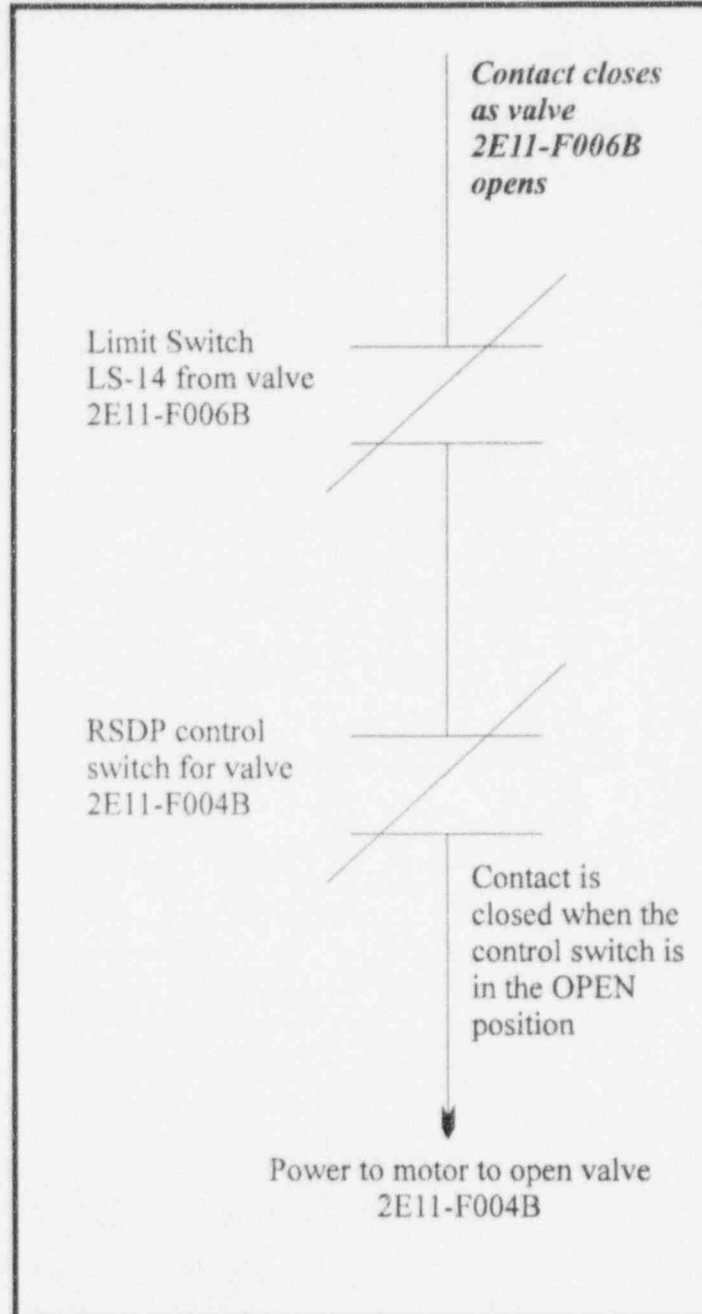 Contact closes
as valve
2E11-F006B
opens
Limit Switch
LS-14 from valve
2E11-F006B
RSDP control
switch for valve
2E11-F004B
Contact is
closed when the
control switch is
in the OPEN
position
Power to motor to open valve
2E11-F004B